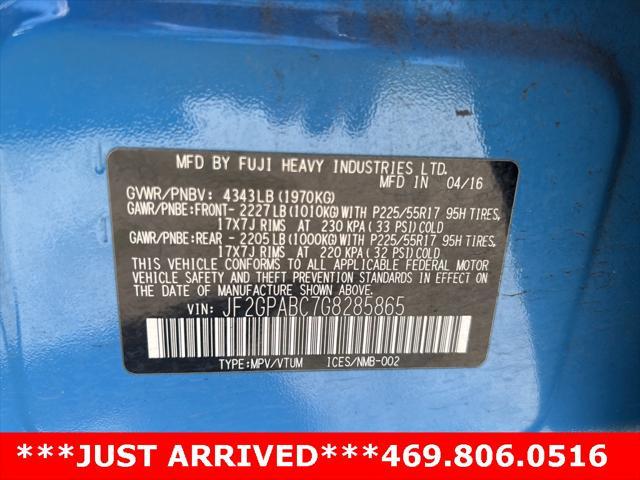 MFD BY FUJI HEAVY INDUSTRIES LTD.
MFD IN 04/16
GVWR/PNBV: 4343LB(1970KG)
GAWR/PNBE:FRONT- 2227LB(1010KG)WITH P225/55R17 95H TIRES,
17X7J RIMS AT 230 KPA( 33 PSI)COLD
GAWR/PNBE:REAR - 2205LB(1000KG)WITH P225/55R17 95H TIRES,
17X7J RIMS AT 220 KPA( 32 PSI)COLD
THIS VEHICLE CONFORMS TO ALL APPLICABLE FEDERAL MOTOR
VEHICLE SAFETY AND THEFT PREVENTION STANDARDS IN EFFECT ON
THE DATE OF MANUFACTURE SHOWN ABOVE.
VIN: JF2GPABC7G8285865
TYPE:MPV/VTUM ICES/NMB-002
***JUST ARRIVED***469.806.0516